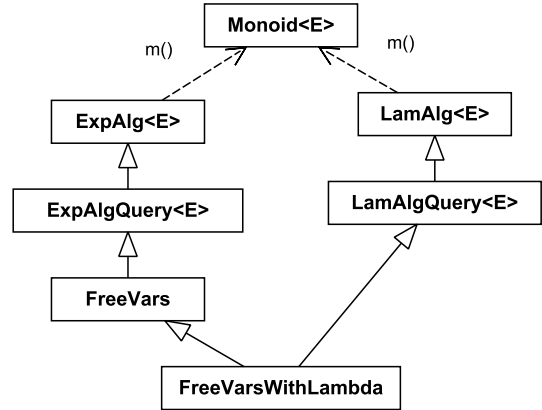 Monoid<E>
m()
m()
ExpAlg<E>
LamAlg<E>
ExpAlgQuery<E>
LamAlgQuery<E>
FreeVars
FreeVarsWithLambda